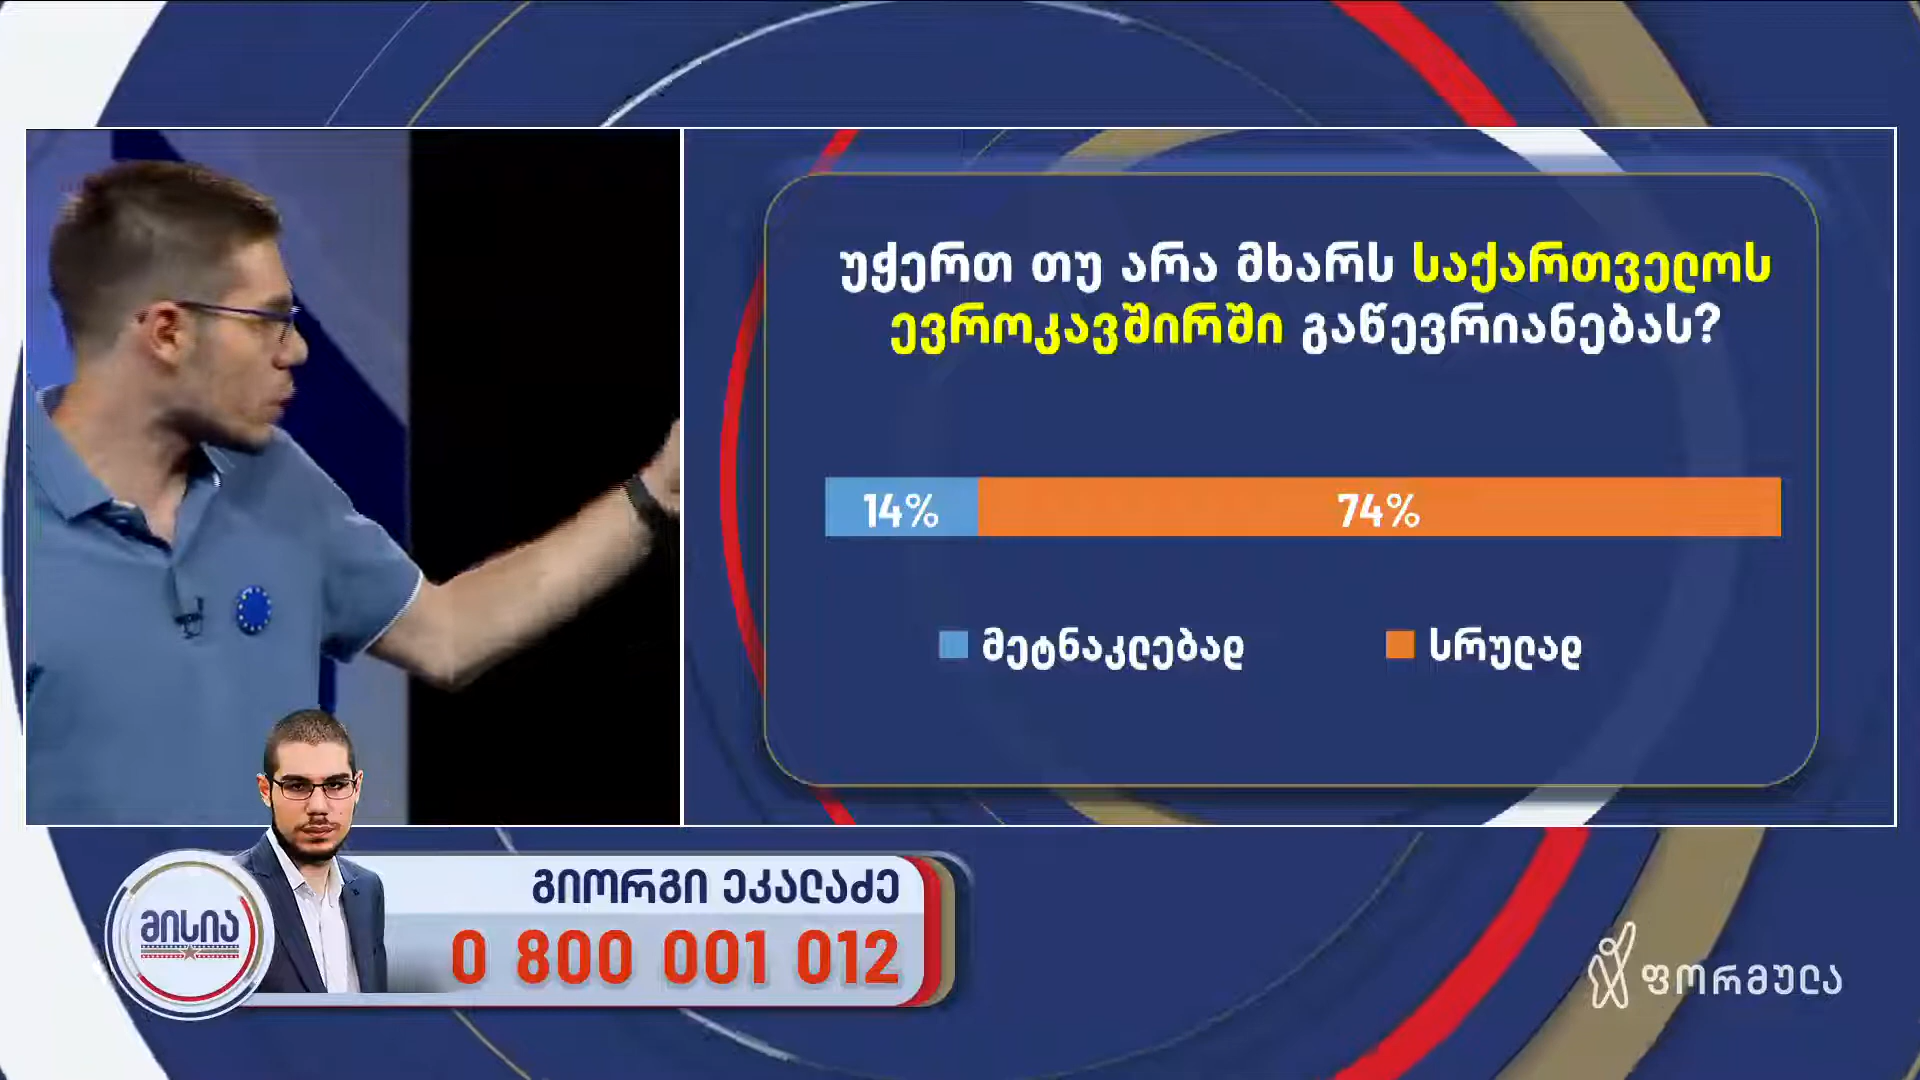 უჭერთ თუ არა მხარს საქართველოს
ევროკავშირში გაწევრიანებას?
14%
74%
მეტნაკლებად
სრულად
გიორგი ეკალაძე
მისია
0 800 001 012
ფორმულა